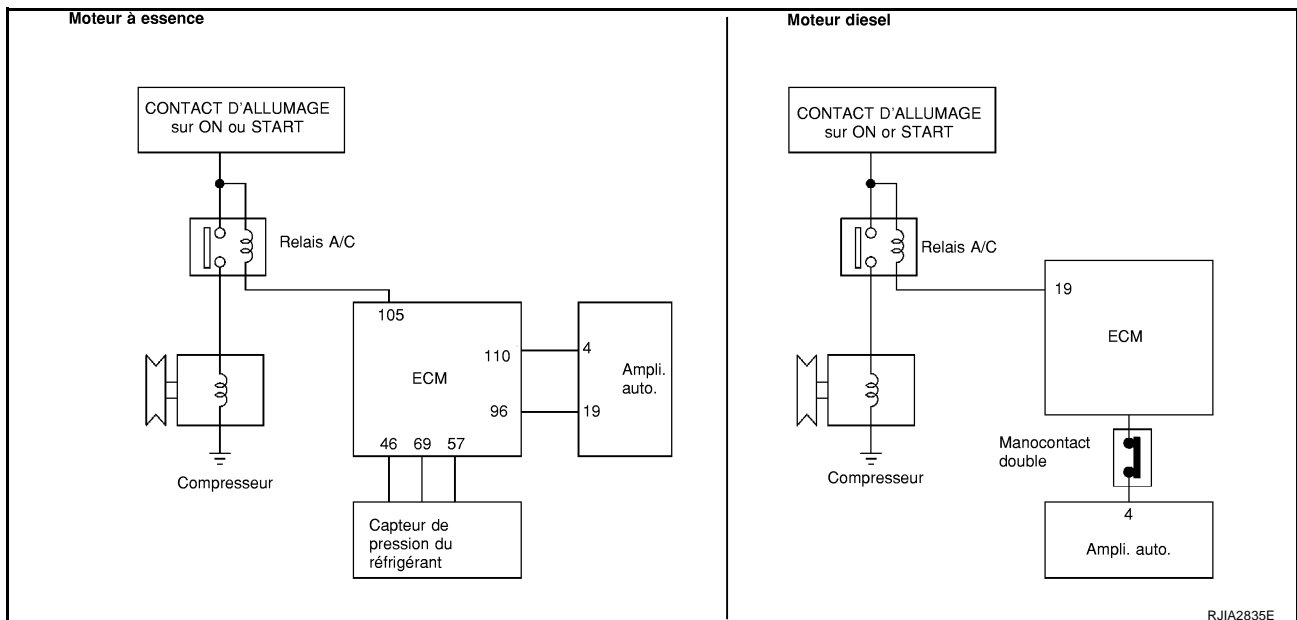 Moteur à essence
CONTACT D'ALLUMAGE
sur ON ou START
Relais A/C
105
110
4
ECM
Ampli.
auto.
96
19
46 69 57
Compresseur
Capteur de
pression du
réfrigérant
Moteur diesel
CONTACT D'ALLUMAGE
sur ON or START
Relais A/C
19
ECM
Manocontact
double
Compresseur
4
Ampli. auto.
RJIA2835E